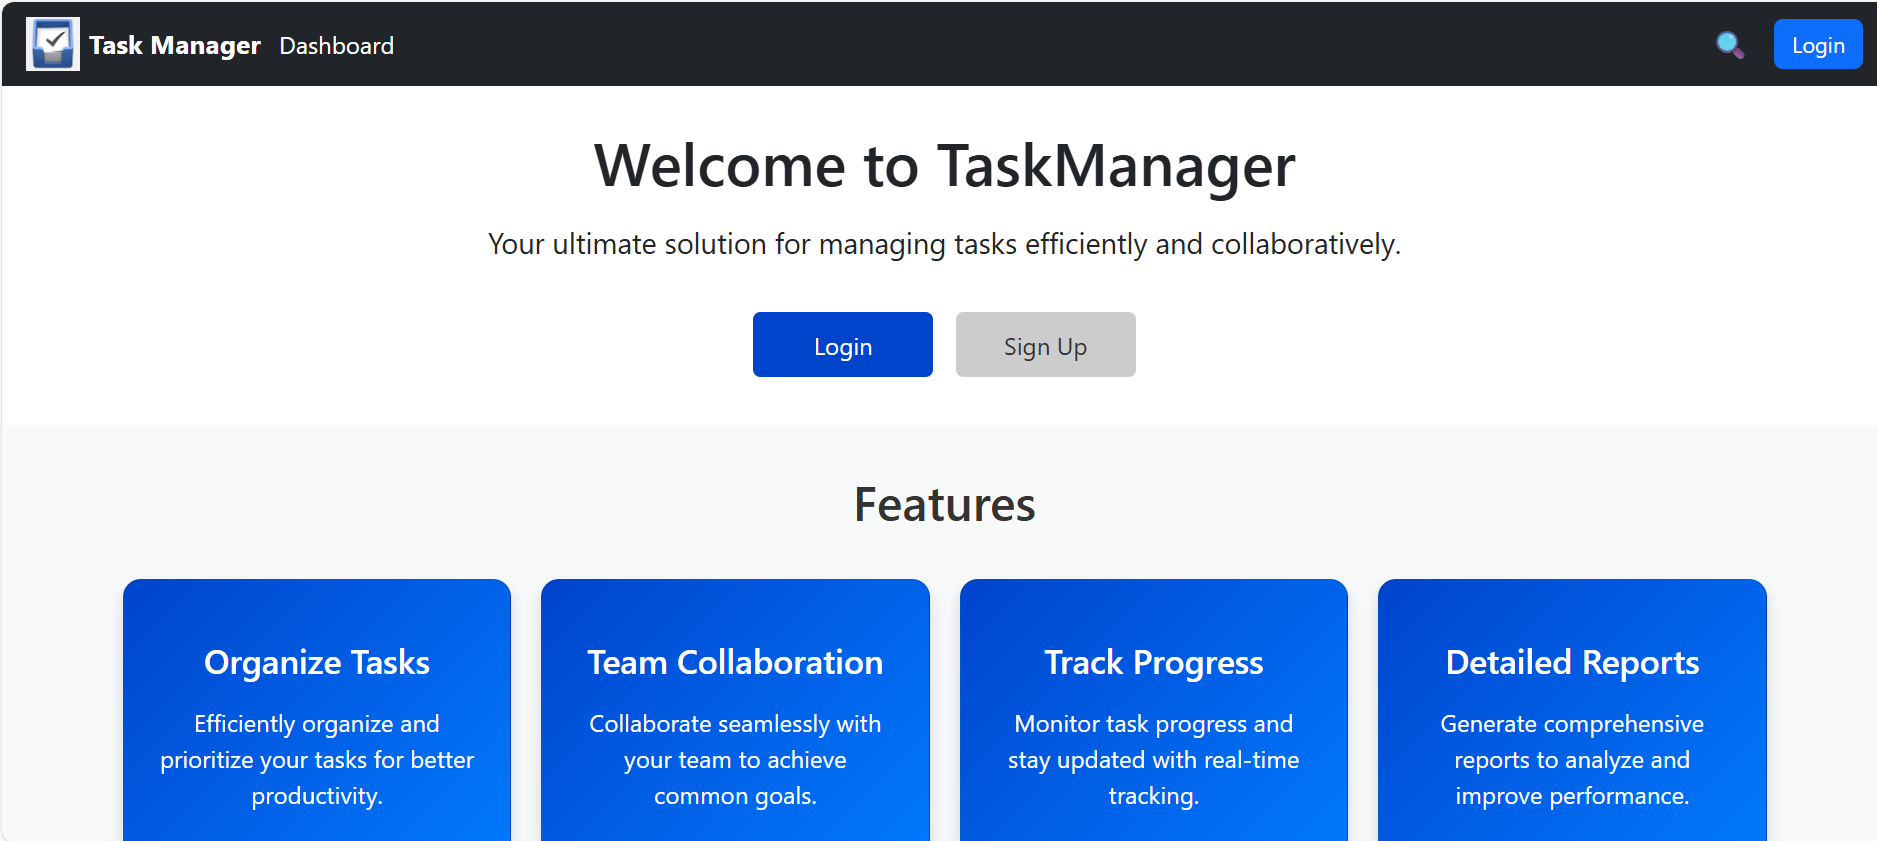 Task Manager Dashboard Login
Welcome to TaskManager
Your ultimate solution for managing tasks efficiently and collaboratively.
Login Sign Up
Features
Organize Tasks
Efficiently organize and
prioritize your tasks for better
productivity.
Team Collaboration
Collaborate seamlessly with
your team to achieve
common goals.
Track Progress
Monitor task progress and
stay updated with real-time
tracking.
Detailed Reports
Generate comprehensive
reports to analyze and
improve performance.